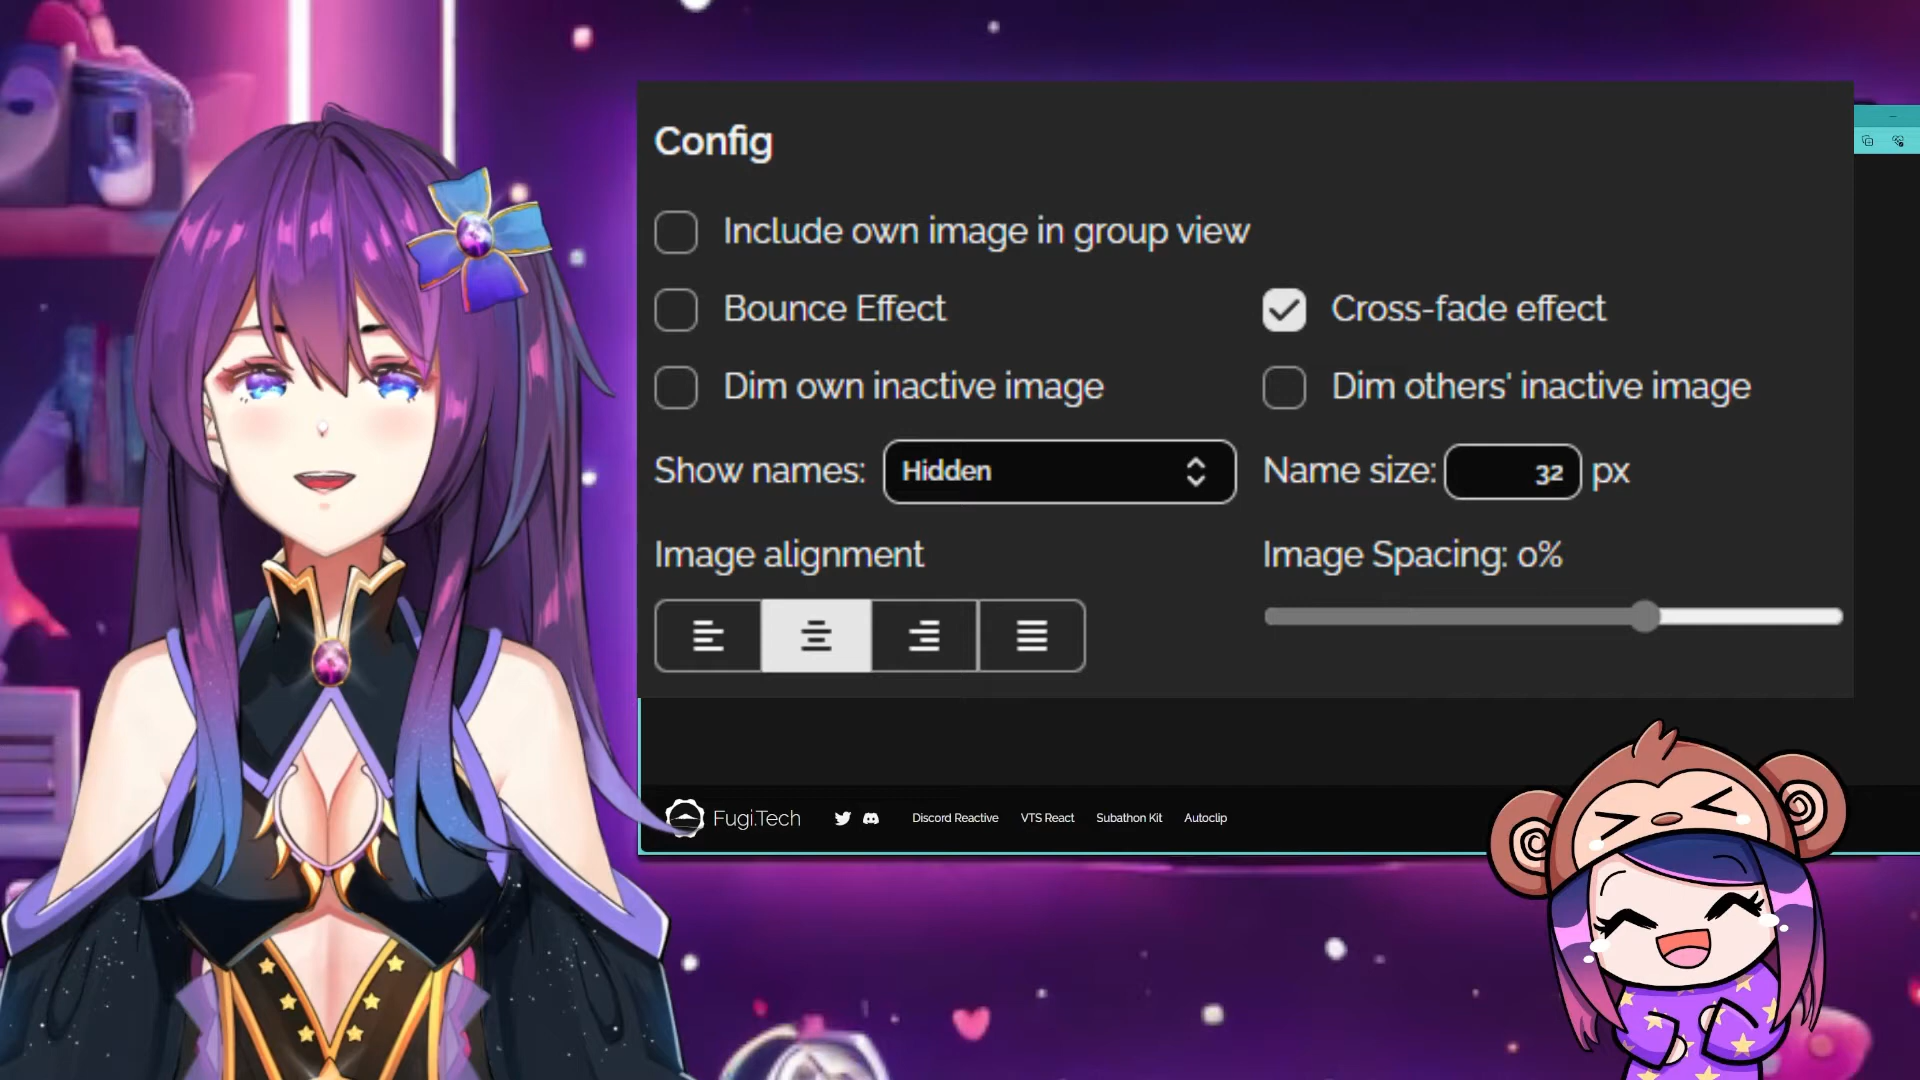 Config
Include own image in group view
Bounce Effect
Cross-fade effect
Dim own inactive image
Dim others' inactive image
Show names: Hidden
Name size: 32 px
Image alignment
Image Spacing: 0%
Fugi.Tech Discord Reactive VTS React Subathon Kit Autoclip